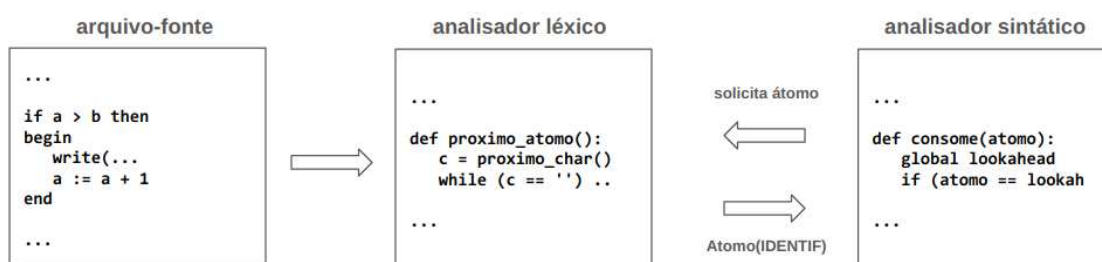 arquivo-fonte
...
if a > b then
begin
write(...
a := a + 1
end
...
analisador léxico
...
def proximo_atomo():
c = proximo_char()
while (c == '') ..
...
solicita átomo
Atomo(IDENTIF)
analisador sintático
...
def consome(atomo):
global lookahead
if (atomo == lookah
...